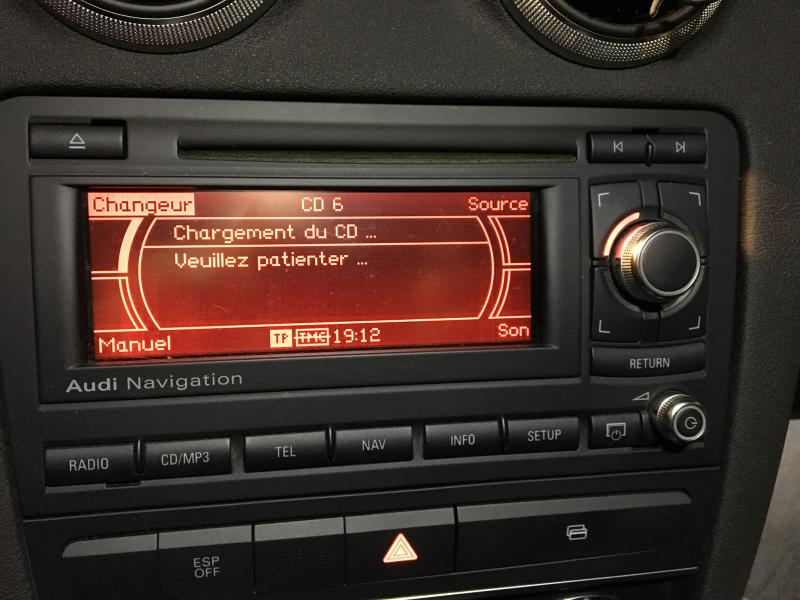 Changeur CD 6 Source
Chargement du CD ...
Veuillez patienter ...
Manuel TP TMC 19:12 Son
Audi Navigation
RETURN
RADIO CD/MP3 TEL NAV INFO SETUP
ESP
OFF